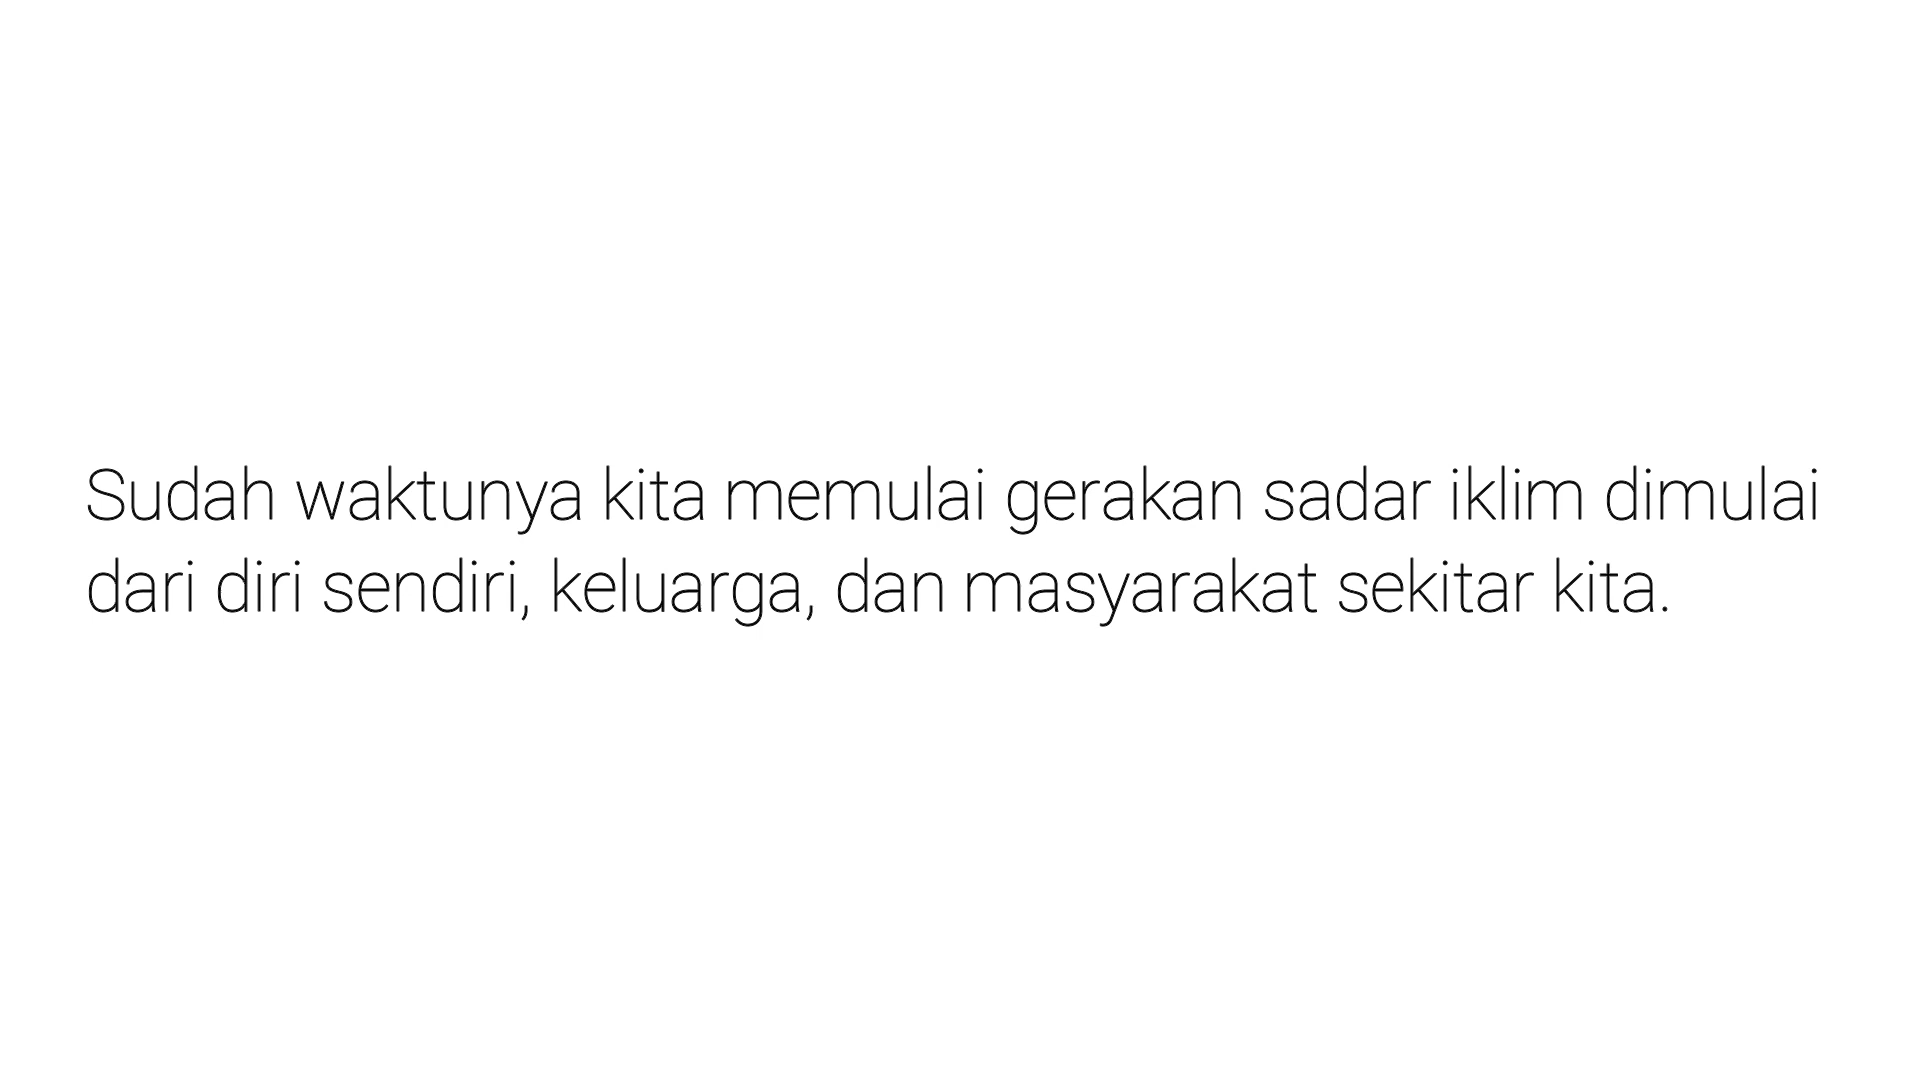 Sudah waktunya kita memulai gerakan sadar iklim dimulai
dari diri sendiri, keluarga, dan masyarakat sekitar kita.